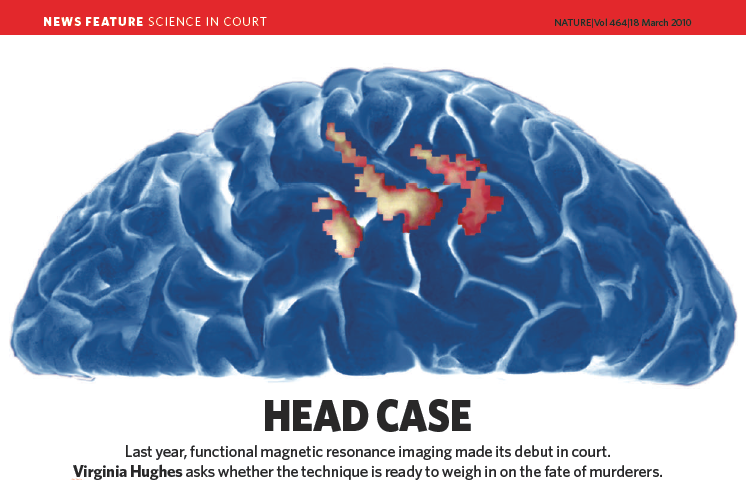 NEWS FEATURE SCIENCE IN COURT
NATURE|Vol 464|18 March 2010
HEAD CASE
Last year, functional magnetic resonance imaging made its debut in court.
Virginia Hughes asks whether the technique is ready to weigh in on the fate of murderers.